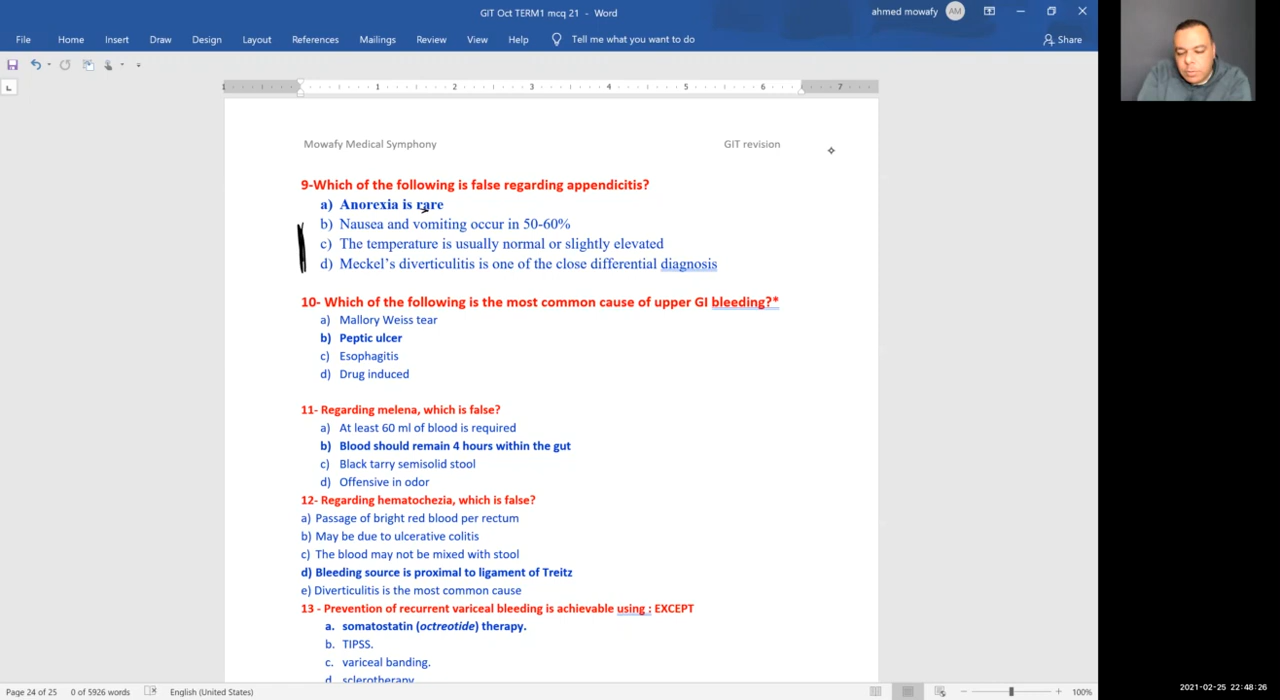 GIT Oct TERM1 mcq 21 - Word
ahmed mowafy AM
File Home Insert Draw Design Layout References Mailings Review View Help Tell me what you want to do Share
1 1 2 3 4 5 6 7
Mowafy Medical Symphony GIT revision
9-Which of the following is false regarding appendicitis?
a) Anorexia is rare
b) Nausea and vomiting occur in 50-60%
c) The temperature is usually normal or slightly elevated
d) Meckel's diverticulitis is one of the close differential diagnosis
10- Which of the following is the most common cause of upper GI bleeding?*
a) Mallory Weiss tear
b) Peptic ulcer
c) Esophagitis
d) Drug induced
11- Regarding melena, which is false?
a) At least 60 ml of blood is required
b) Blood should remain 4 hours within the gut
c) Black tarry semisolid stool
d) Offensive in odor
12- Regarding hematochezia, which is false?
a) Passage of bright red blood per rectum
b) May be due to ulcerative colitis
c) The blood may not be mixed with stool
d) Bleeding source is proximal to ligament of Treitz
e) Diverticulitis is the most common cause
13 - Prevention of recurrent variceal bleeding is achievable using : EXCEPT
a. somatostatin (octreotide) therapy.
b. TIPSS.
c. variceal banding.
d. sclerotherapy
Page 24 of 25 0 of 5926 words English (United States) 100%
2021-02-25 22:48:26